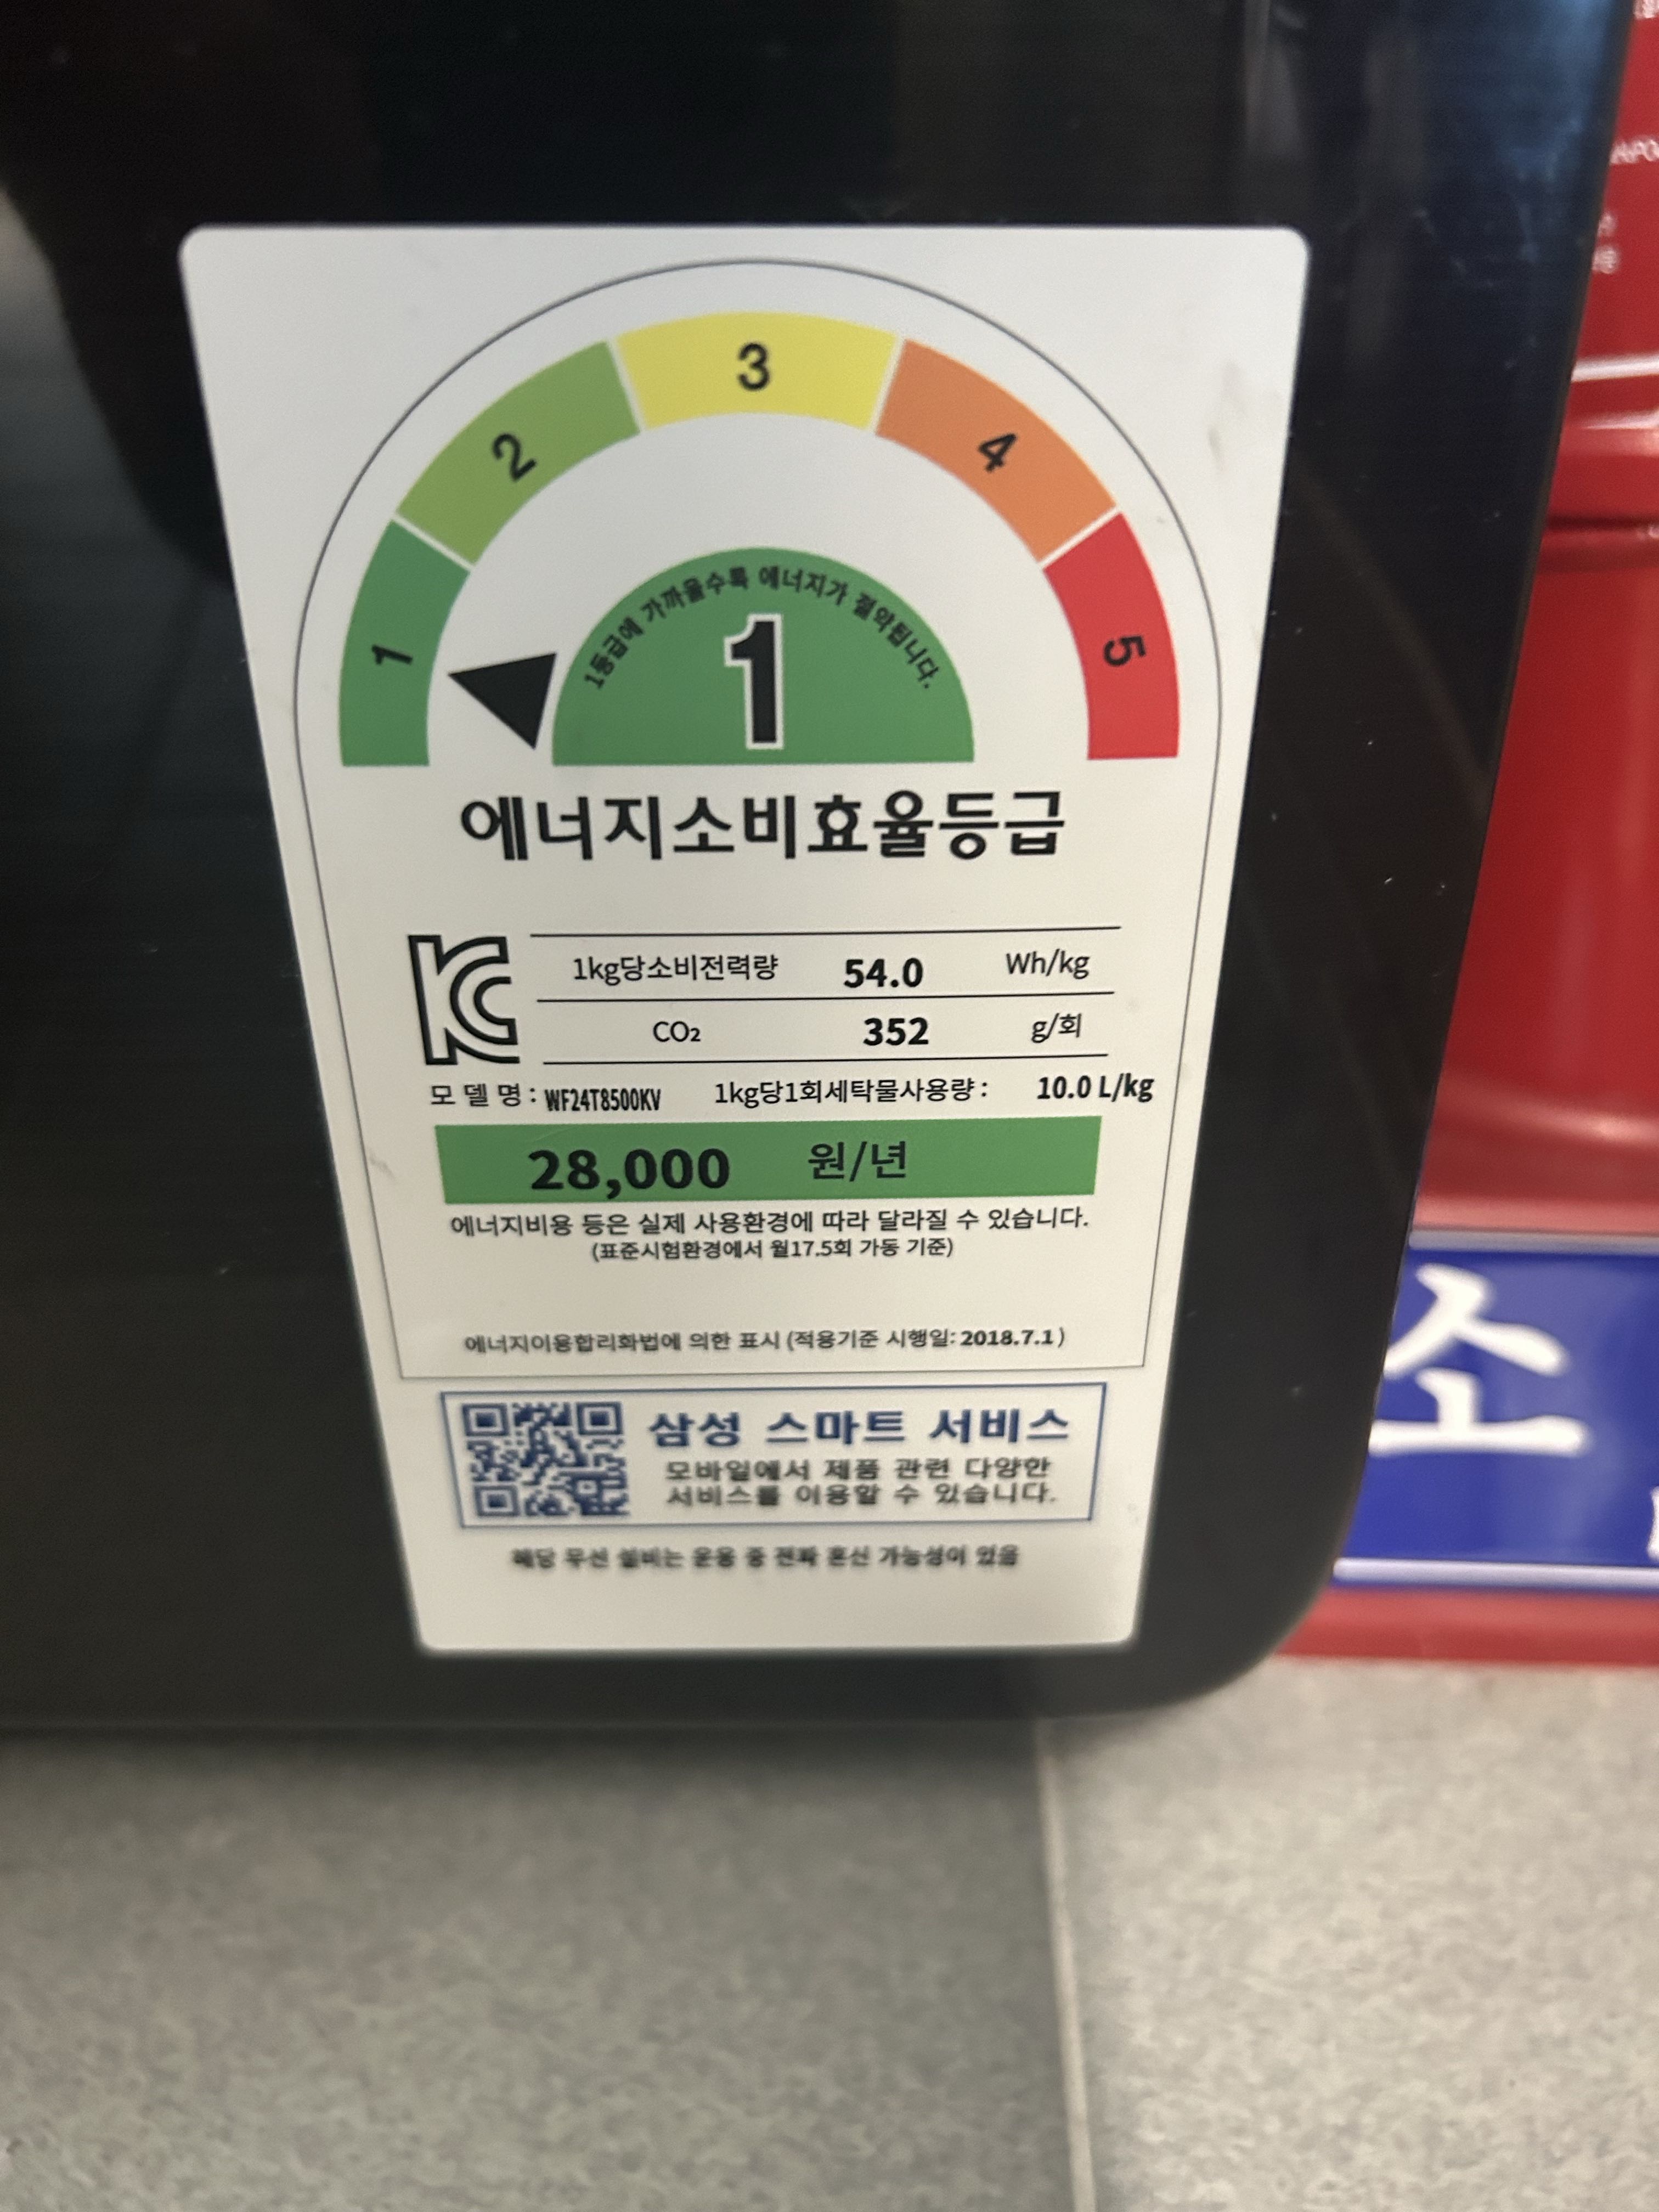 3
2
4
1
5
1등급에 가까울수록 에너지가 절약됩니다.
1
에너지소비효율등급
1kg당소비전력량 54.0 Wh/kg
CO₂ 352 g/회
모델명: WF24T8500KV 1kg당1회세탁물사용량: 10.0 L/kg
28,000 원/년
에너지비용 등은 실제 사용환경에 따라 달라질 수 있습니다.
(표준시험환경에서 월17.5회 가동 기준)
에너지이용합리화법에 의한 표시 (적용기준 시행일: 2018.7.1)
삼성 스마트 서비스
모바일에서 제품 관련 다양한
서비스를 이용할 수 있습니다.
해당 무선 설비는 운용 중 전파 혼신 가능성이 있음
소